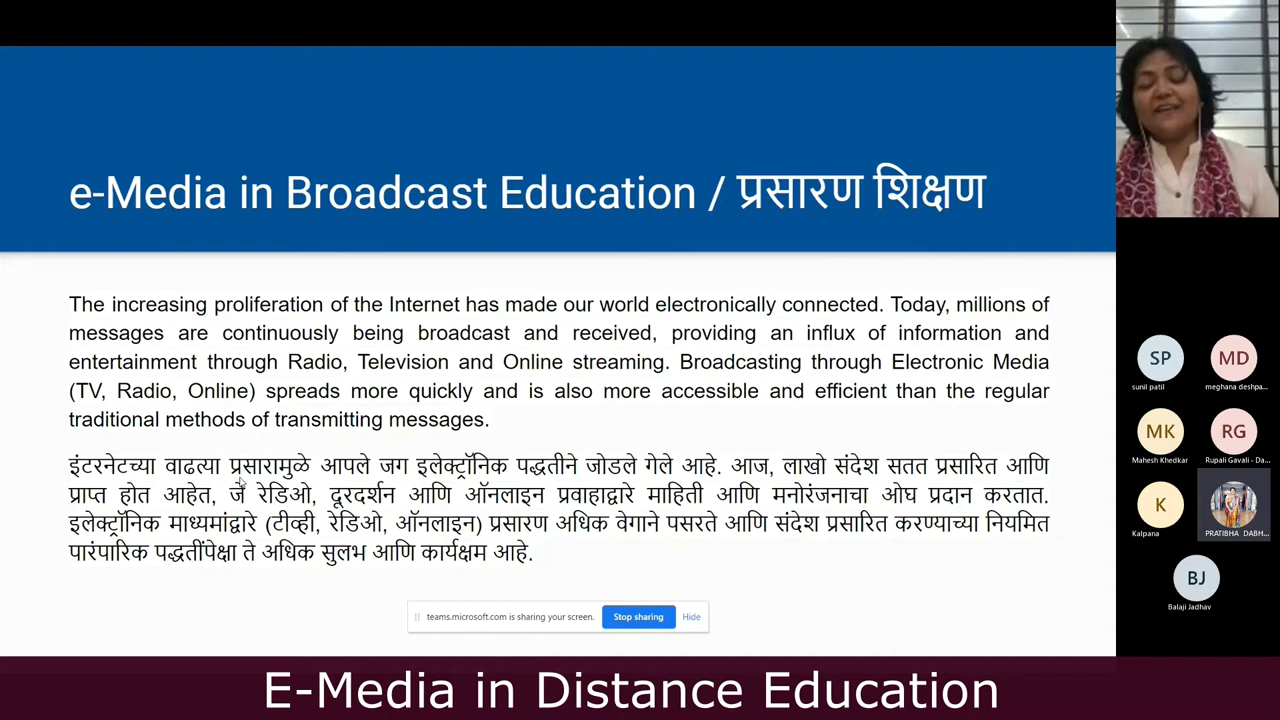 e-Media in Broadcast Education / प्रसारण शिक्षण
The increasing proliferation of the Internet has made our world electronically connected. Today, millions of
messages are continuously being broadcast and received, providing an influx of information and
entertainment through Radio, Television and Online streaming. Broadcasting through Electronic Media
(TV, Radio, Online) spreads more quickly and is also more accessible and efficient than the regular
traditional methods of transmitting messages.
इंटरनेटच्या वाढत्या प्रसारामुळे आपले जग इलेक्ट्रॉनिक पद्धतीने जोडले गेले आहे. आज, लाखो संदेश सतत प्रसारित आणि
प्राप्त होत आहेत, जे रेडिओ, दूरदर्शन आणि ऑनलाइन प्रवाहाद्वारे माहिती आणि मनोरंजनाचा ओघ प्रदान करतात.
इलेक्ट्रॉनिक माध्यमांद्वारे (टीव्ही, रेडिओ, ऑनलाइन) प्रसारण अधिक वेगाने पसरते आणि संदेश प्रसारित करण्याच्या नियमित
पारंपारिक पद्धतींपेक्षा ते अधिक सुलभ आणि कार्यक्षम आहे.
teams.microsoft.com is sharing your screen.
Stop sharing
Hide
SP
sunil patil
MD
meghana deshpa...
MK
Mahesh Khedkar
RG
Rupali Gavali - Da...
K
Kalpana
PRATIBHA DABH...
BJ
Balaji Jadhav
E-Media in Distance Education